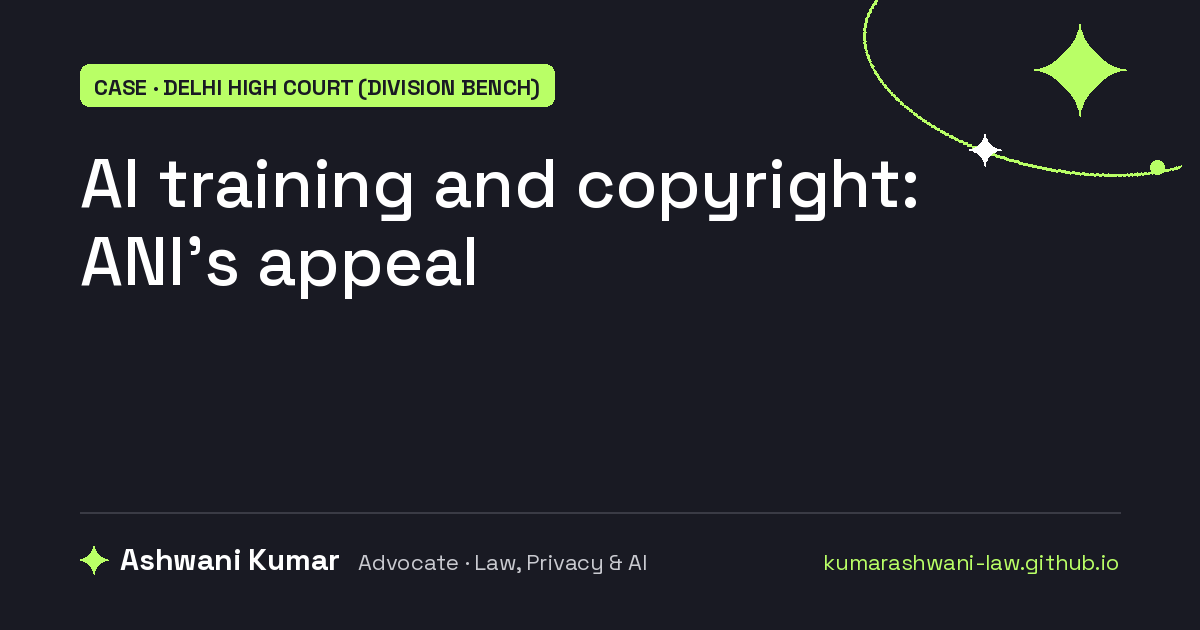 CASE · DELHI HIGH COURT (DIVISION BENCH)
AI training and copyright:
ANI’s appeal
Ashwani Kumar Advocate · Law, Privacy & AI kumarashwani-law.github.io